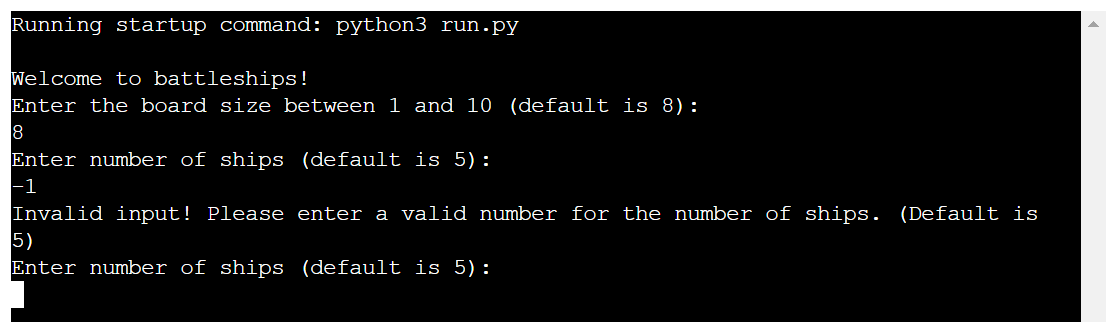 Running startup command: python3 run.py
Welcome to battleships!
Enter the board size between 1 and 10 (default is 8):
8
Enter number of ships (default is 5):
-1
Invalid input! Please enter a valid number for the number of ships. (Default is
5)
Enter number of ships (default is 5):